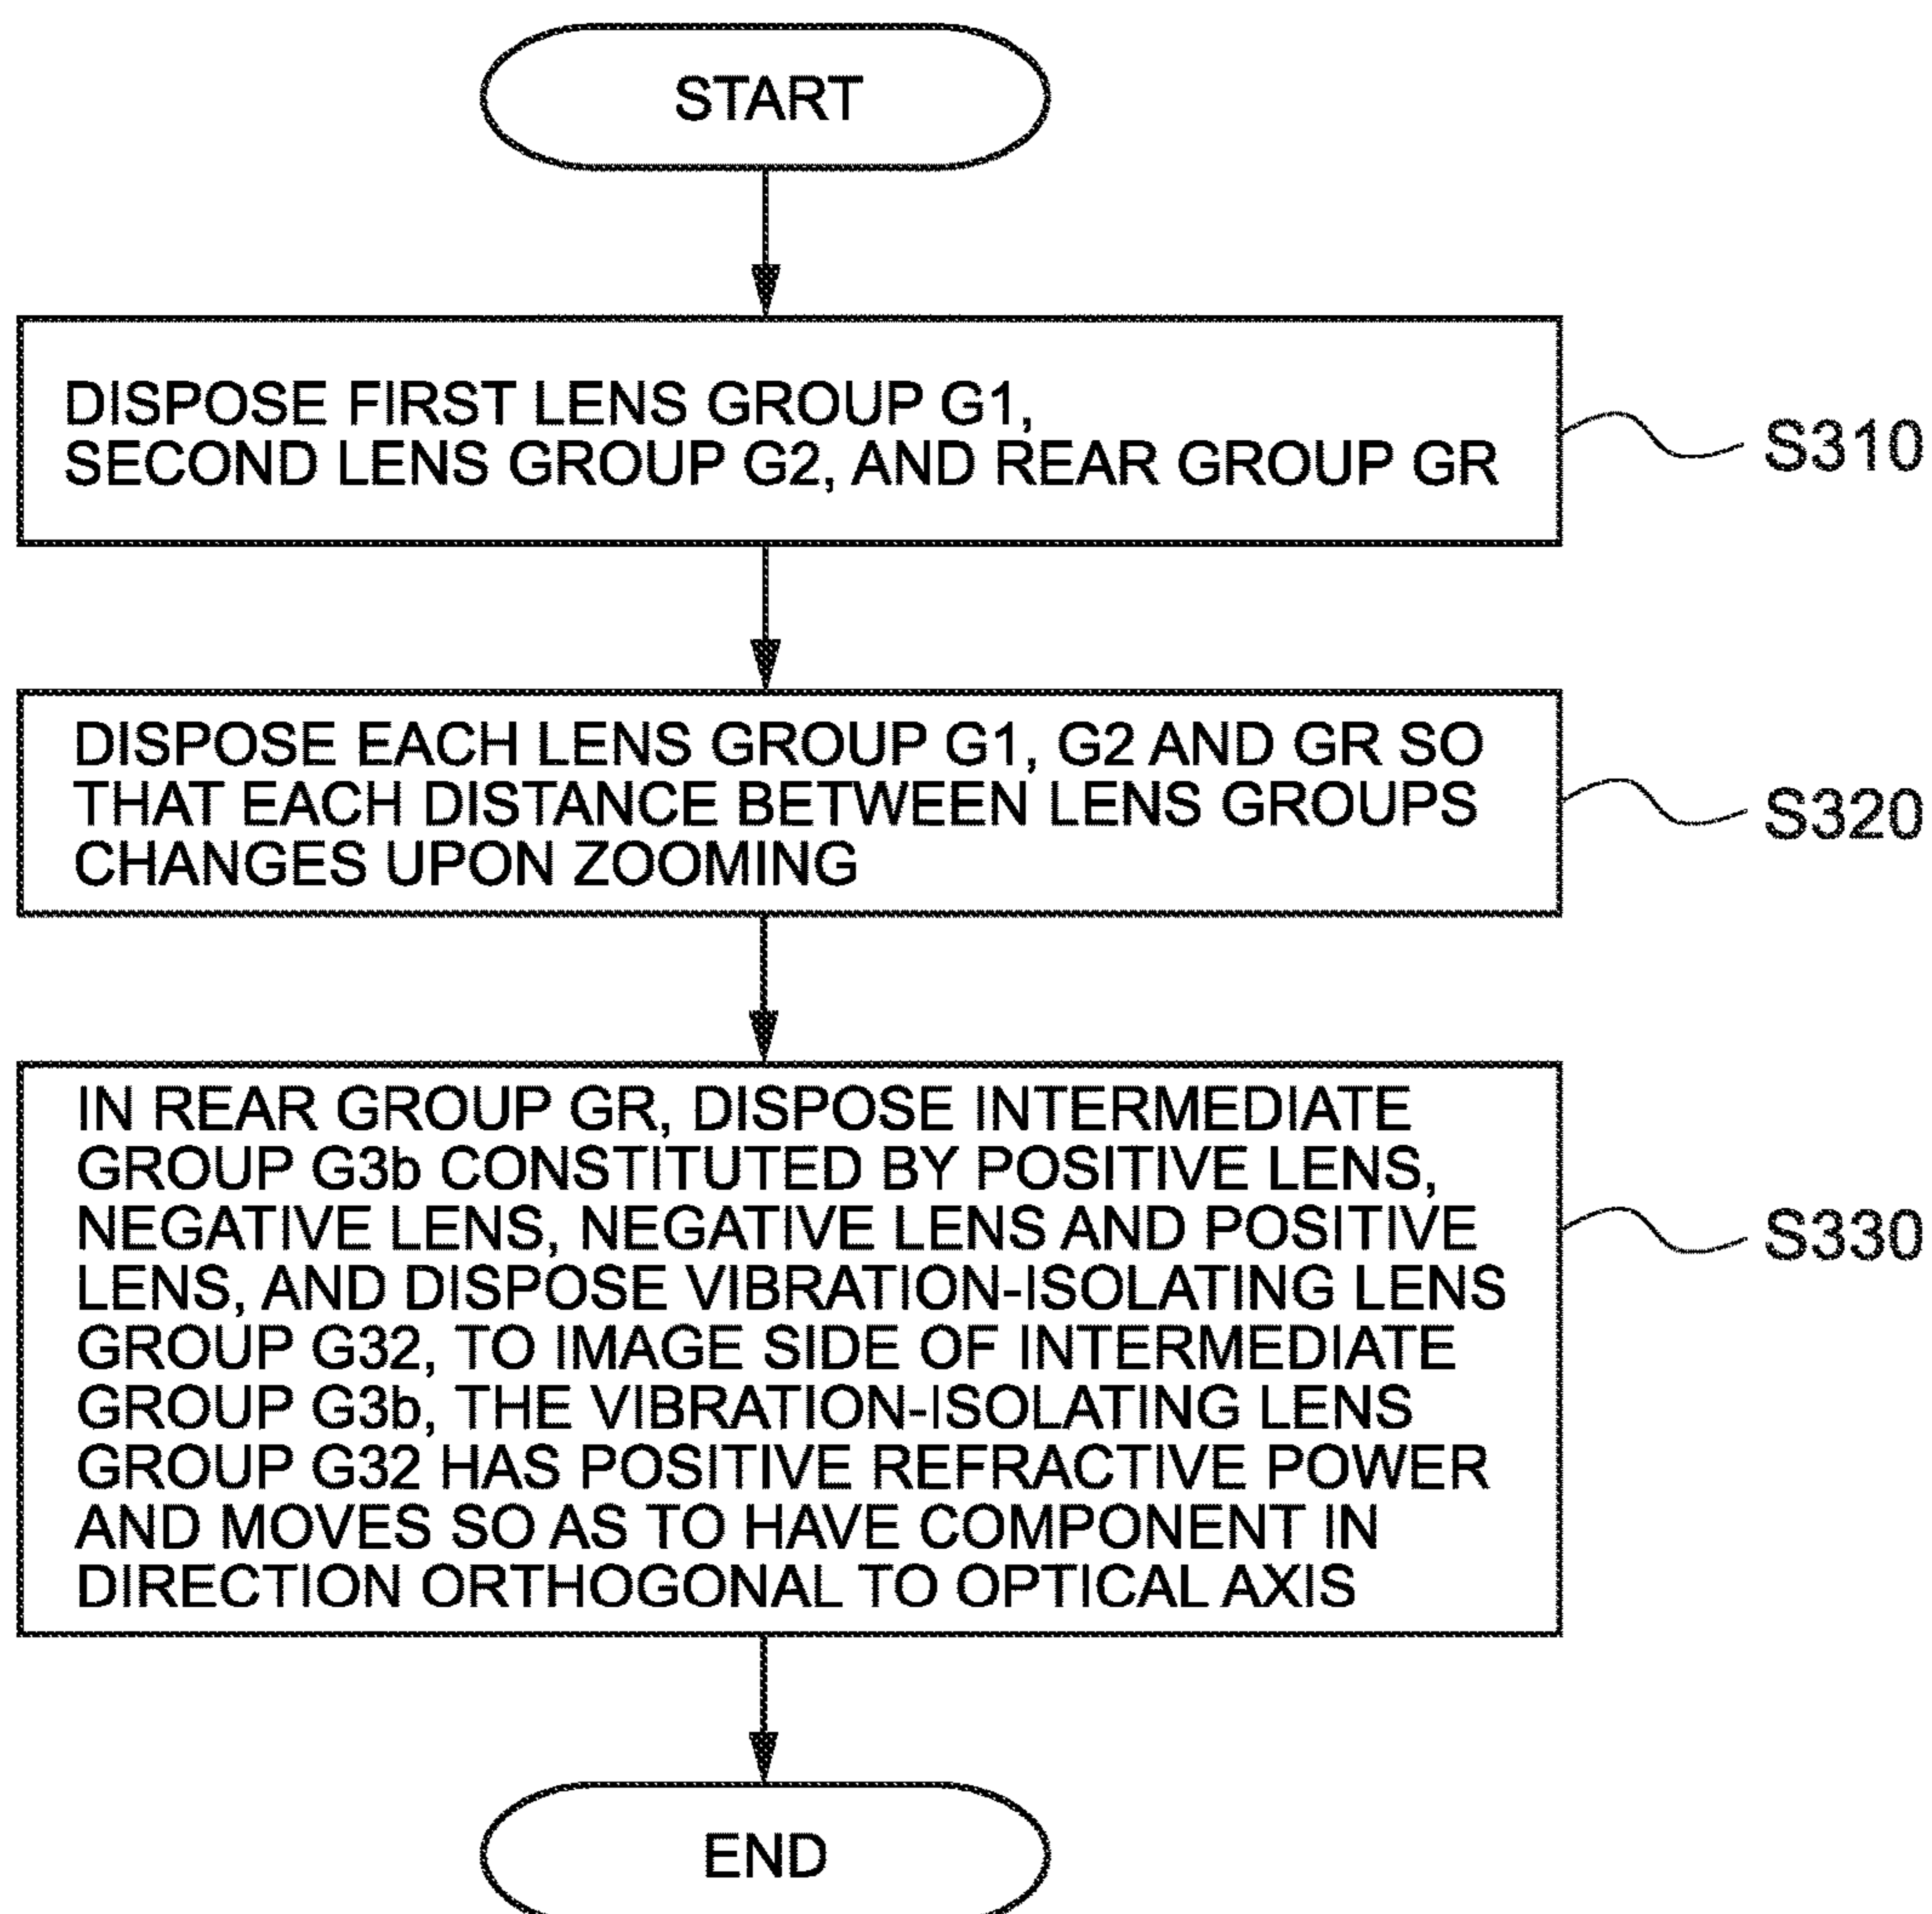 START
DISPOSE FIRST LENS GROUP G1,
SECOND LENS GROUP G2, AND REAR GROUP GR
S310
DISPOSE EACH LENS GROUP G1, G2 AND GR SO
THAT EACH DISTANCE BETWEEN LENS GROUPS
CHANGES UPON ZOOMING
S320
IN REAR GROUP GR, DISPOSE INTERMEDIATE
GROUP G3b CONSTITUTED BY POSITIVE LENS,
NEGATIVE LENS, NEGATIVE LENS AND POSITIVE
LENS, AND DISPOSE VIBRATION-ISOLATING LENS
GROUP G32, TO IMAGE SIDE OF INTERMEDIATE
GROUP G3b, THE VIBRATION-ISOLATING LENS
GROUP G32 HAS POSITIVE REFRACTIVE POWER
AND MOVES SO AS TO HAVE COMPONENT IN
DIRECTION ORTHOGONAL TO OPTICAL AXIS
S330
END